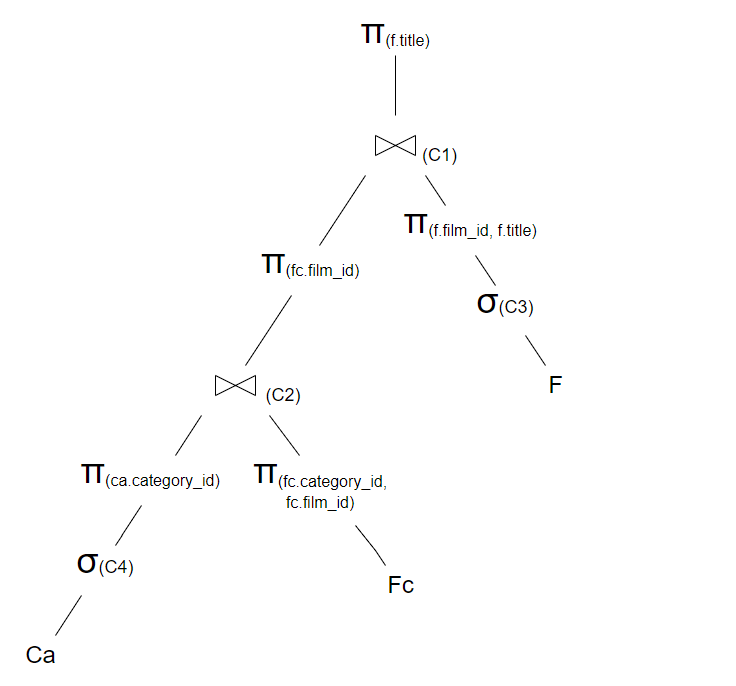 π(f.title)
(C1)
π(f.film_id, f.title)
π(fc.film_id)
σ(C3)
F
(C2)
π(ca.category_id)
π(fc.category_id,
fc.film_id)
σ(C4)
Fc
Ca